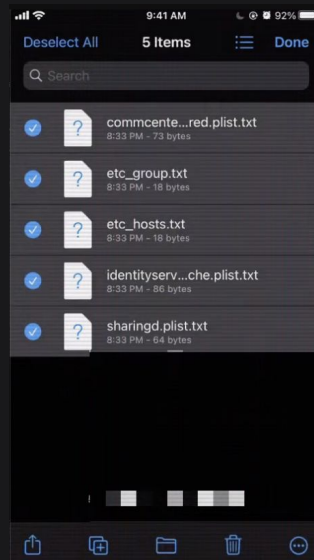 9:41 AM
92%
Deselect All
5 Items
Done
Search
commcente...red.plist.txt
8:33 PM - 73 bytes
etc_group.txt
8:33 PM - 18 bytes
etc_hosts.txt
8:33 PM - 18 bytes
identityserv...che.plist.txt
8:33 PM - 86 bytes
sharingd.plist.txt
8:33 PM - 64 bytes